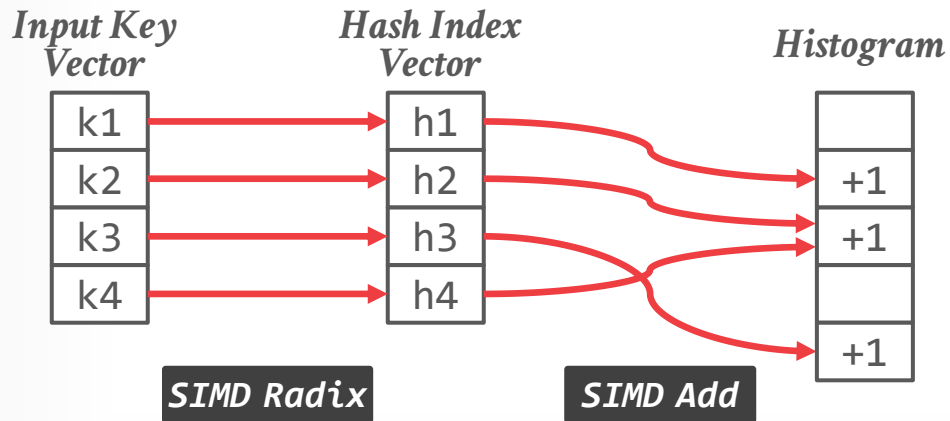 Input Key
Vector
Hash Index
Vector
Histogram
k1
h1
k2
h2
+1
k3
h3
+1
k4
h4
+1
SIMD Radix
SIMD Add